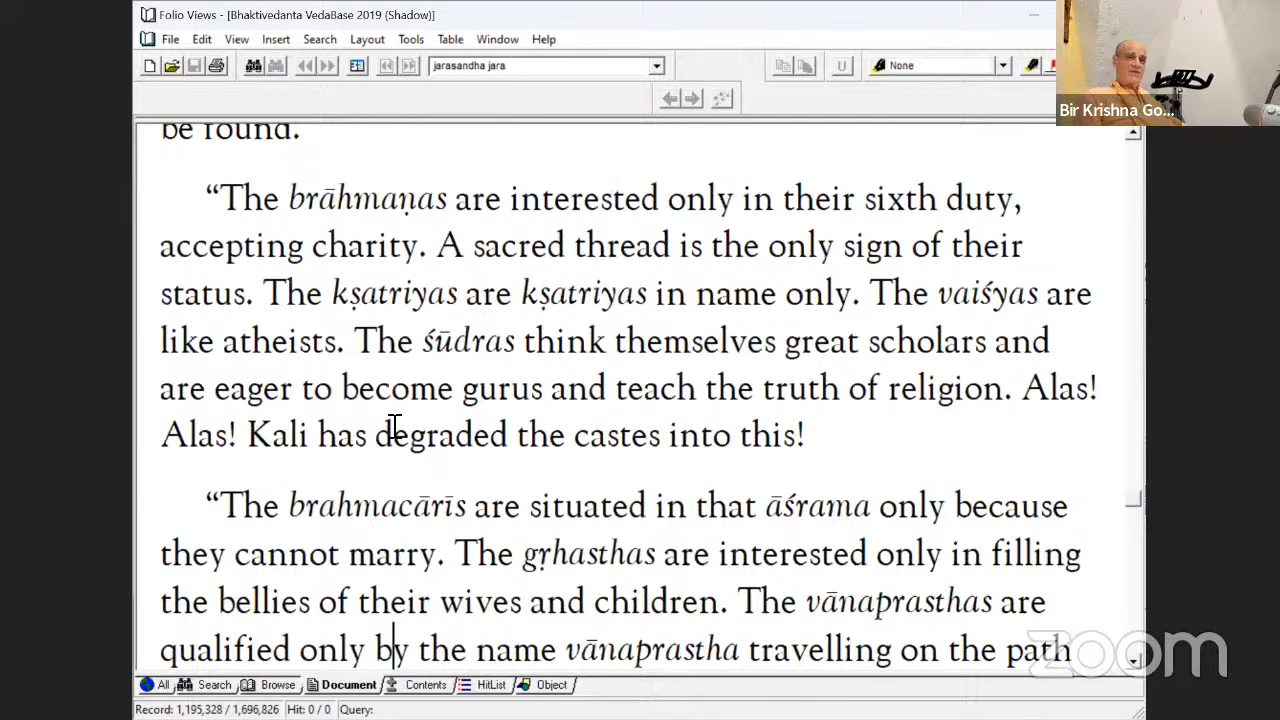 Folio Views - [Bhaktivedanta VedaBase 2019 (Shadow)]
File Edit View Insert Search Layout Tools Table Window Help
jarasandha jara
U
None
Bir Krishna Go...
be found.
“The brāhmaṇas are interested only in their sixth duty,
accepting charity. A sacred thread is the only sign of their
status. The kṣatriyas are kṣatriyas in name only. The vaiśyas are
like atheists. The śūdras think themselves great scholars and
are eager to become gurus and teach the truth of religion. Alas!
Alas! Kali has degraded the castes into this!
“The brahmacārīs are situated in that āśrama only because
they cannot marry. The gṛhasthas are interested only in filling
the bellies of their wives and children. The vānaprasthas are
qualified only by the name vānaprastha travelling on the path
zoom
All Search Browse Document Contents HitList Object
Record: 1,195,328 / 1,696,826 Hit: 0 / 0 Query: